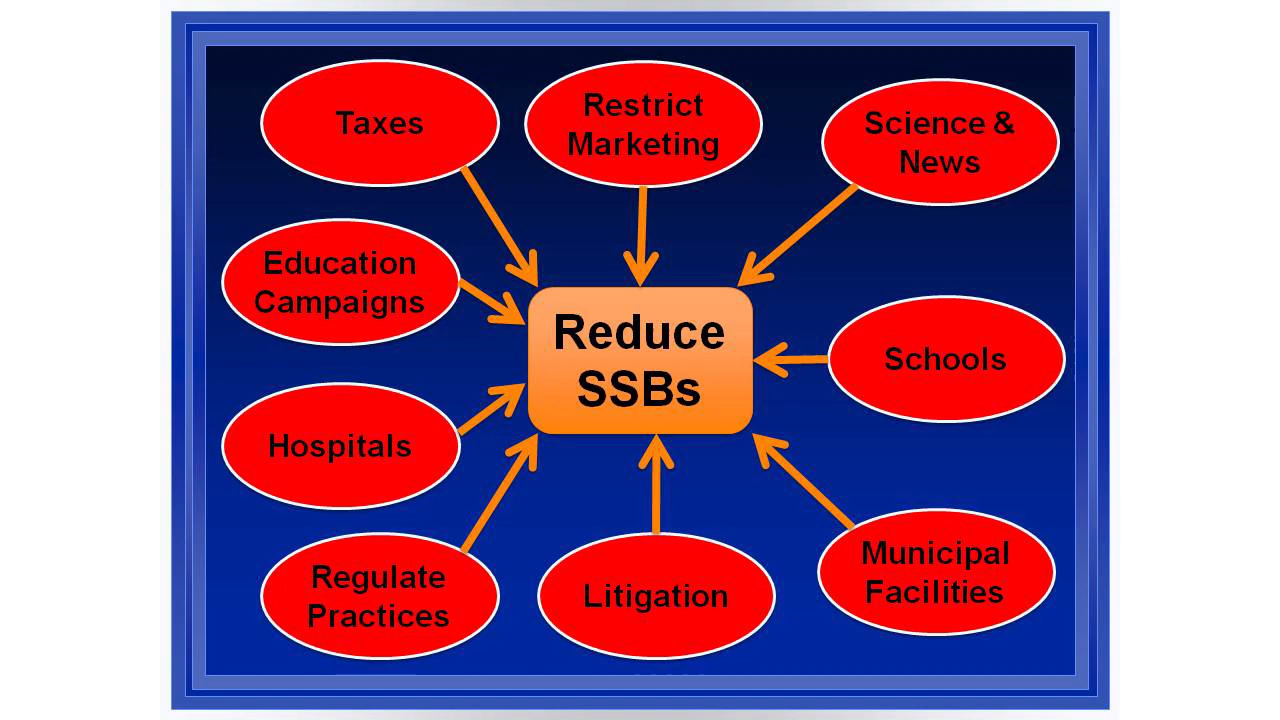 Taxes
Restrict
Marketing
Science &
News
Education
Campaigns
Reduce
SSBs
Schools
Hospitals
Regulate
Practices
Litigation
Municipal
Facilities